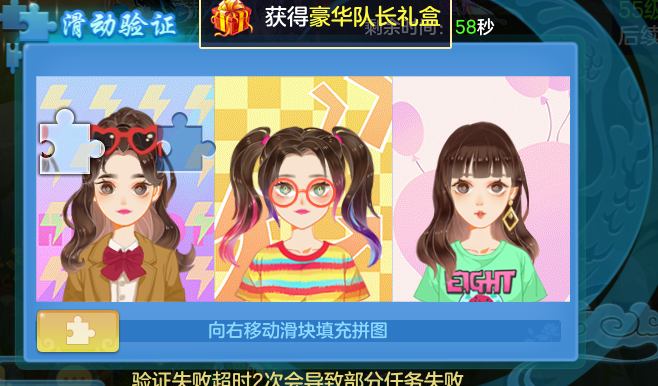 滑动验证
获得豪华队长礼盒
剩余时间：58秒
55级
后续
EIGHT
向右移动滑块填充拼图
验证失败超时2次会导致部分任务失败